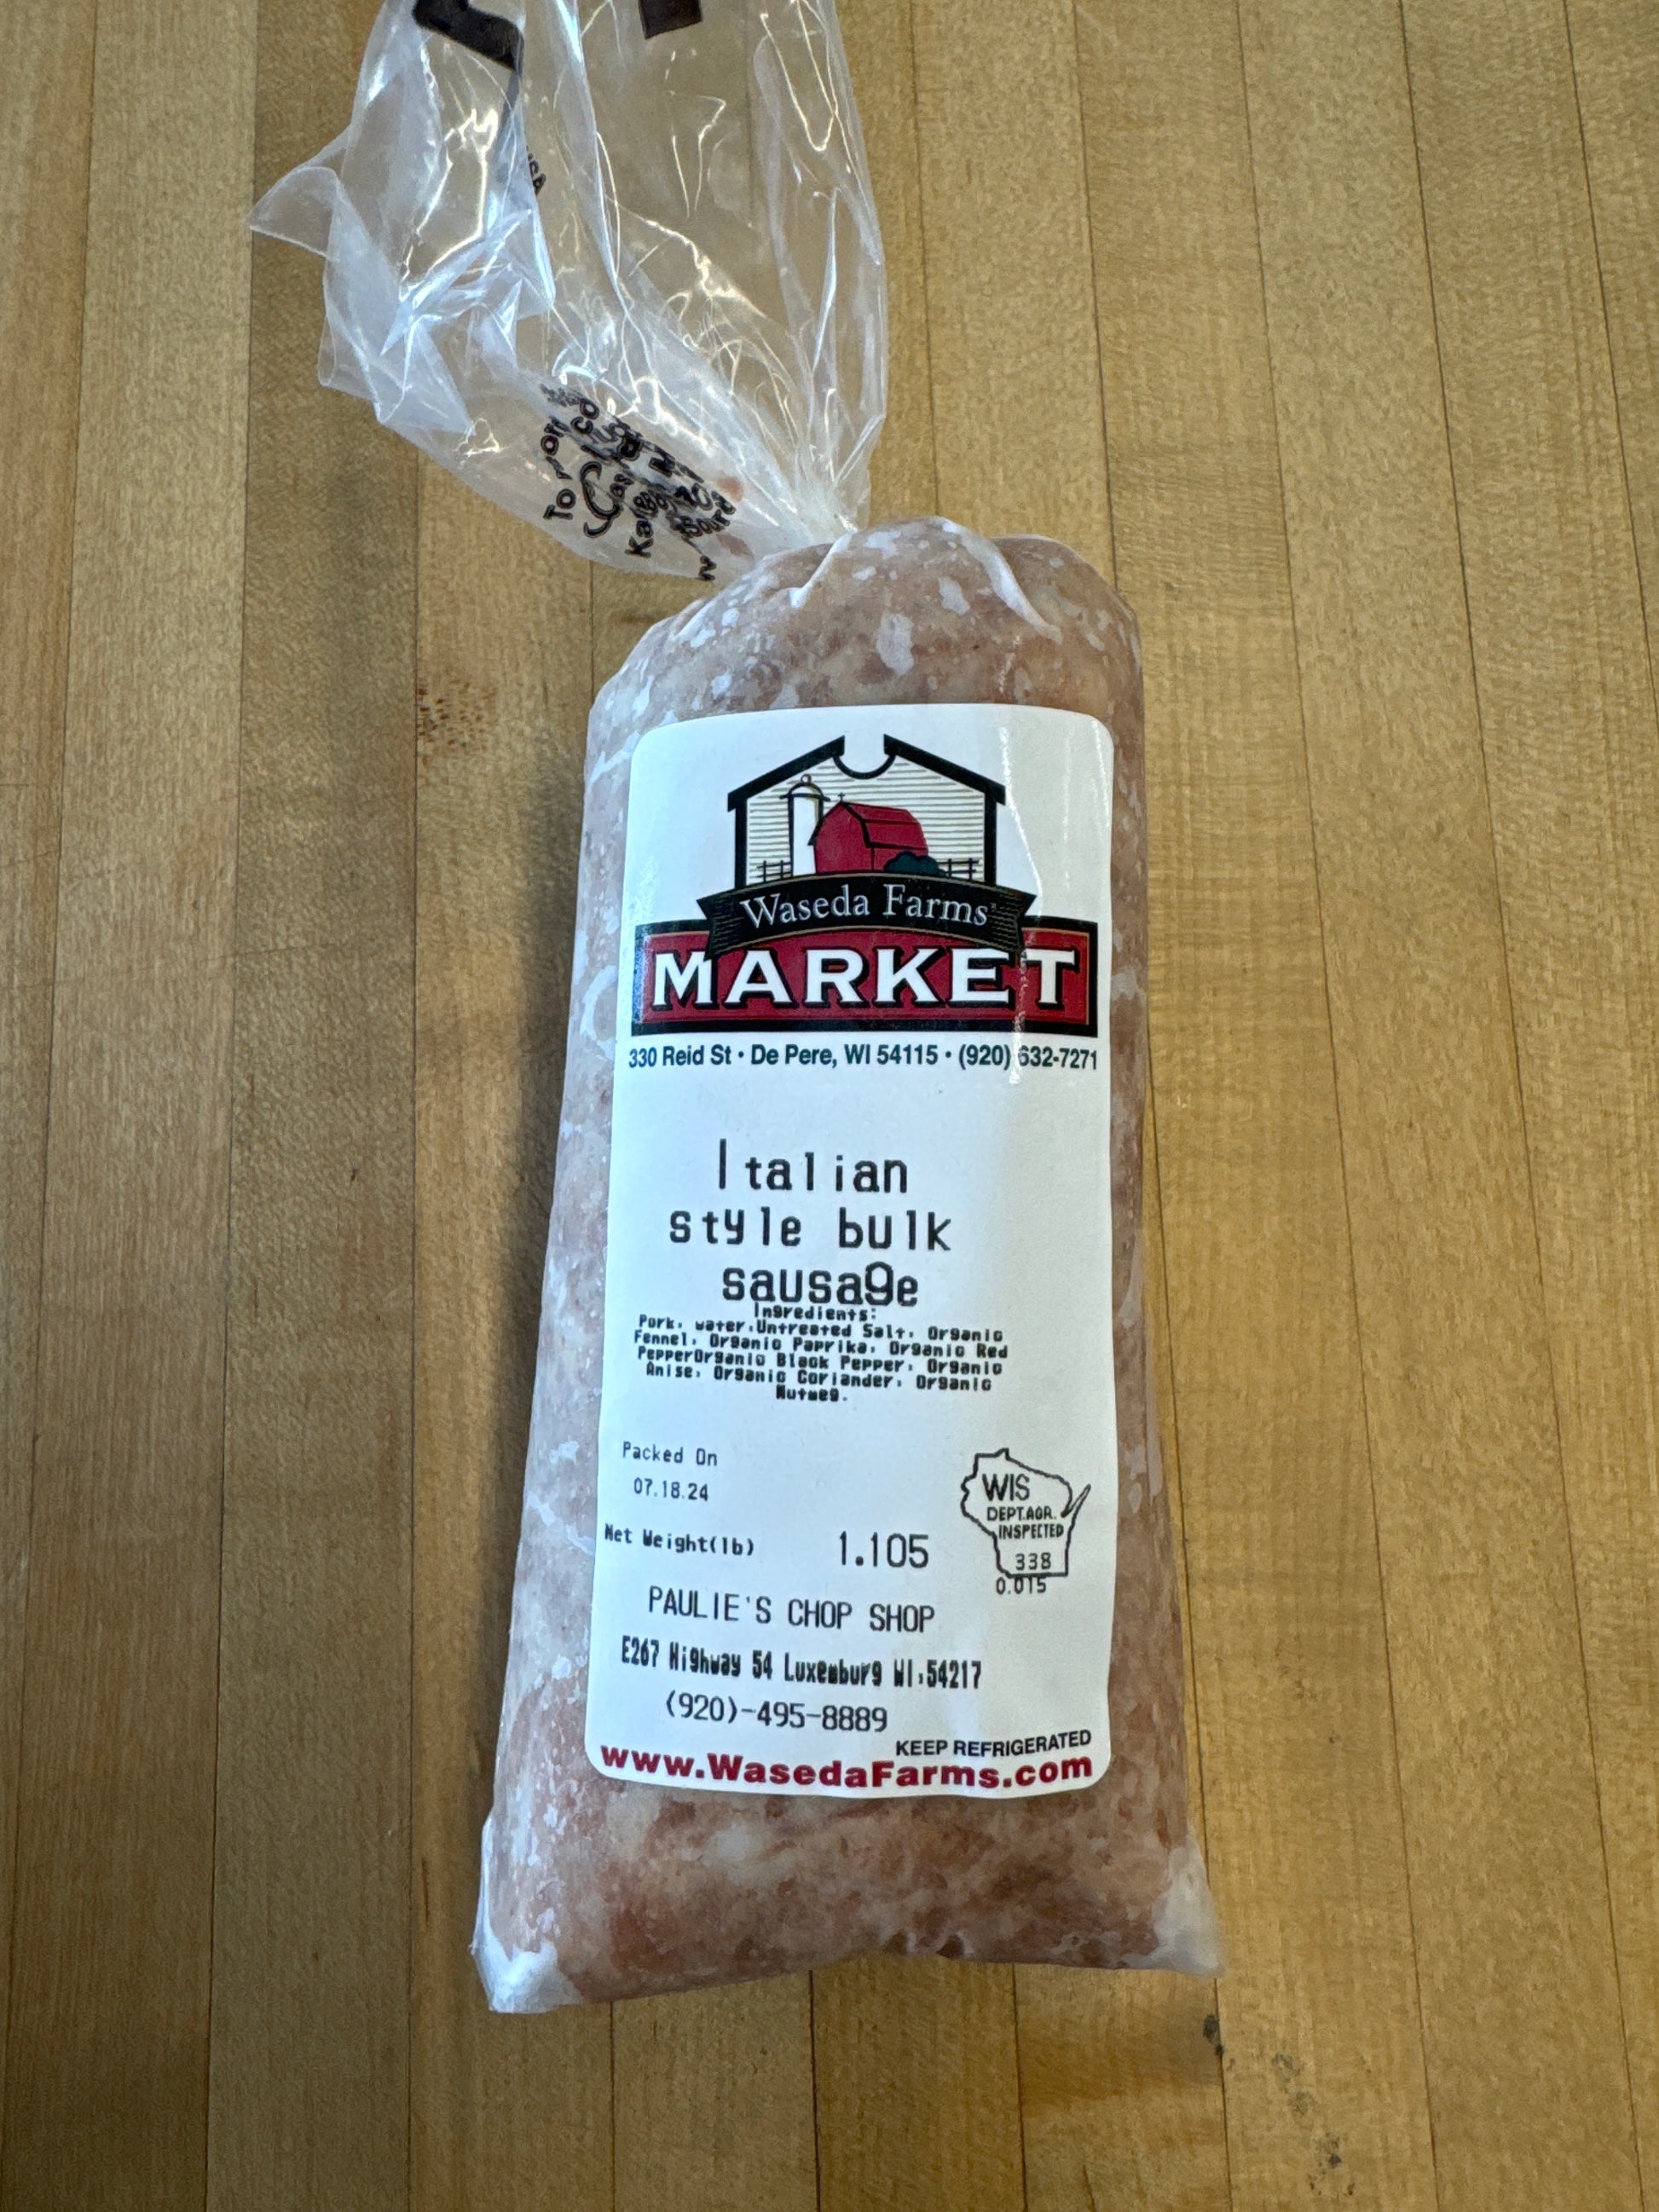 Waseda Farms
MARKET
330 Reid St • De Pere, WI 54115 • (920) 632-7271
Italian
style bulk
sausage
Ingredients:
Pork, water,Untreated Salt, Organic
Fennel, Organic Paprika, Organic Red
PepperOrganic Black Pepper, Organic
Anise, Organic Coriander, Organic
Nutmeg.
Packed On
07.18.24
Net Weight(lb) 1.105
WIS
DEPT.AGR.
INSPECTED
338
0.015
PAULIE'S CHOP SHOP
E267 Highway 54 Luxemburg WI,54217
(920)-495-8889
KEEP REFRIGERATED
www.WasedaFarms.com